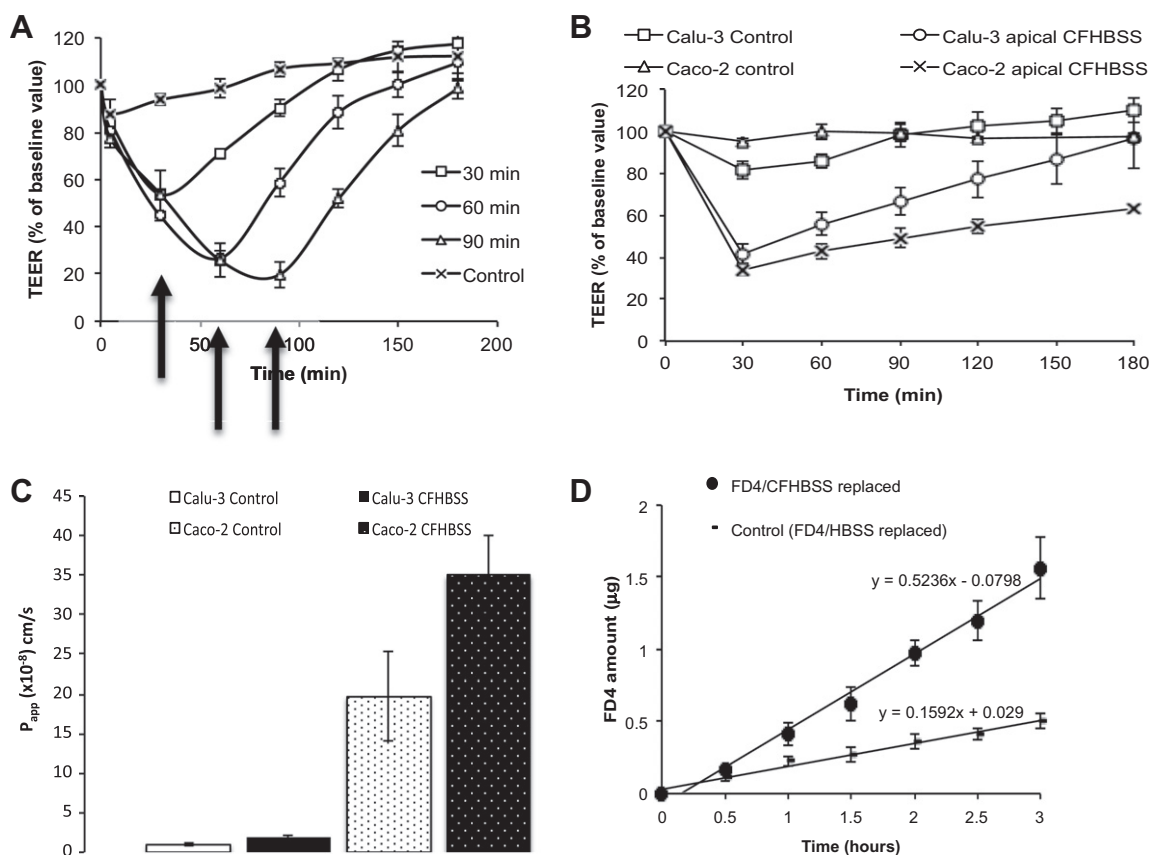 A
120
100
80
60
40
20
0
TEER (% of baseline value)
30 min
60 min
90 min
Control
0 50 100 150 200
Time (min)
B
Calu-3 Control
Calu-3 apical CFHBSS
Caco-2 control
Caco-2 apical CFHBSS
120
100
80
60
40
20
0
TEER (% of baseline value)
0 30 60 90 120 150 180
Time (min)
C
Calu-3 Control
Calu-3 CFHBSS
Caco-2 Control
Caco-2 CFHBSS
45
40
35
30
25
20
15
10
5
0
Papp (x10-8) cm/s
D
FD4/CFHBSS replaced
Control (FD4/HBSS replaced)
2
1.5
1
0.5
0
FD4 amount (µg)
y = 0.5236x - 0.0798
y = 0.1592x + 0.029
0 0.5 1 1.5 2 2.5 3
Time (hours)